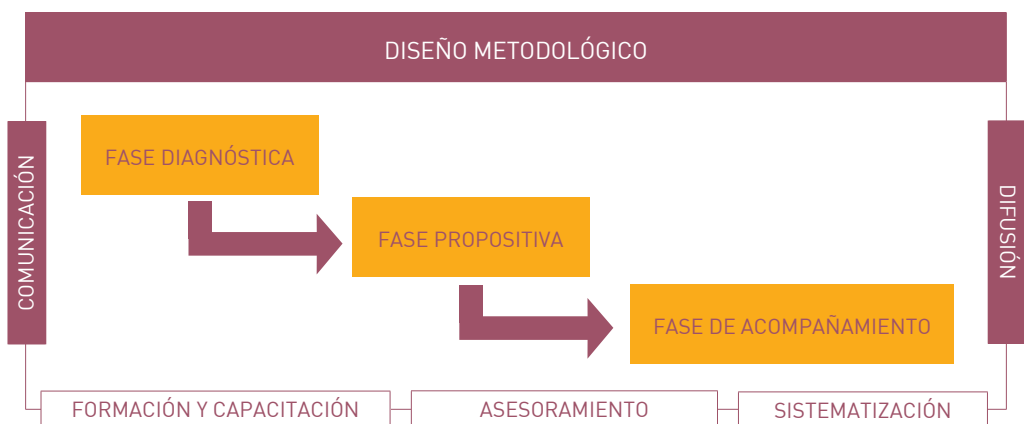 DISEÑO METODOLÓGICO
COMUNICACIÓN
FASE DIAGNÓSTICA
FASE PROPOSITIVA
FASE DE ACOMPAÑAMIENTO
DIFUSIÓN
FORMACIÓN Y CAPACITACIÓN
ASESORAMIENTO
SISTEMATIZACIÓN